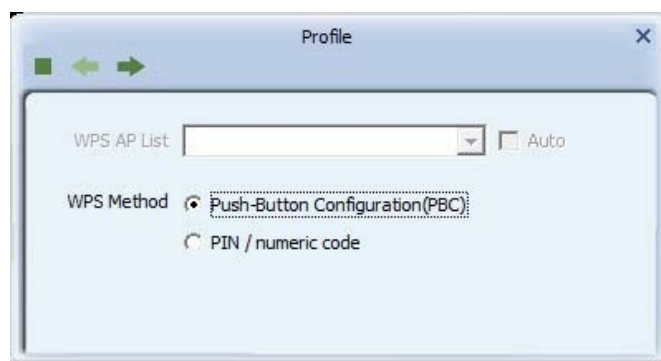 Profile
WPS AP List
Auto
WPS Method
Push-Button Configuration(PBC)
PIN / numeric code